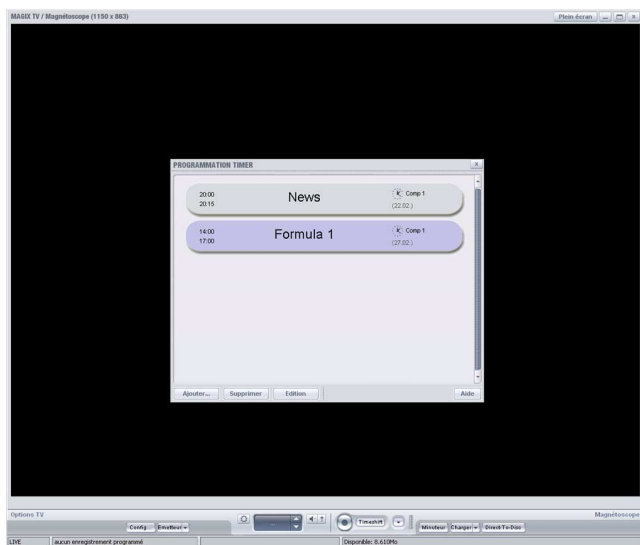 MAGIX TV / Magnétoscope (1150 x 863) Plein écran
PROGRAMMATION TIMER
20:00
20:15
News
Comp 1
(22.02.)
14:00
17:00
Formula 1
Comp 1
(27.02.)
Ajouter... Supprimer Edition Aide
Options TV Magnétoscope
Config... Emetteur Timeshift Minuteur Charger Direct-To-Disc
LIVE aucun enregistrement programmé Disponible: 8.610Mo